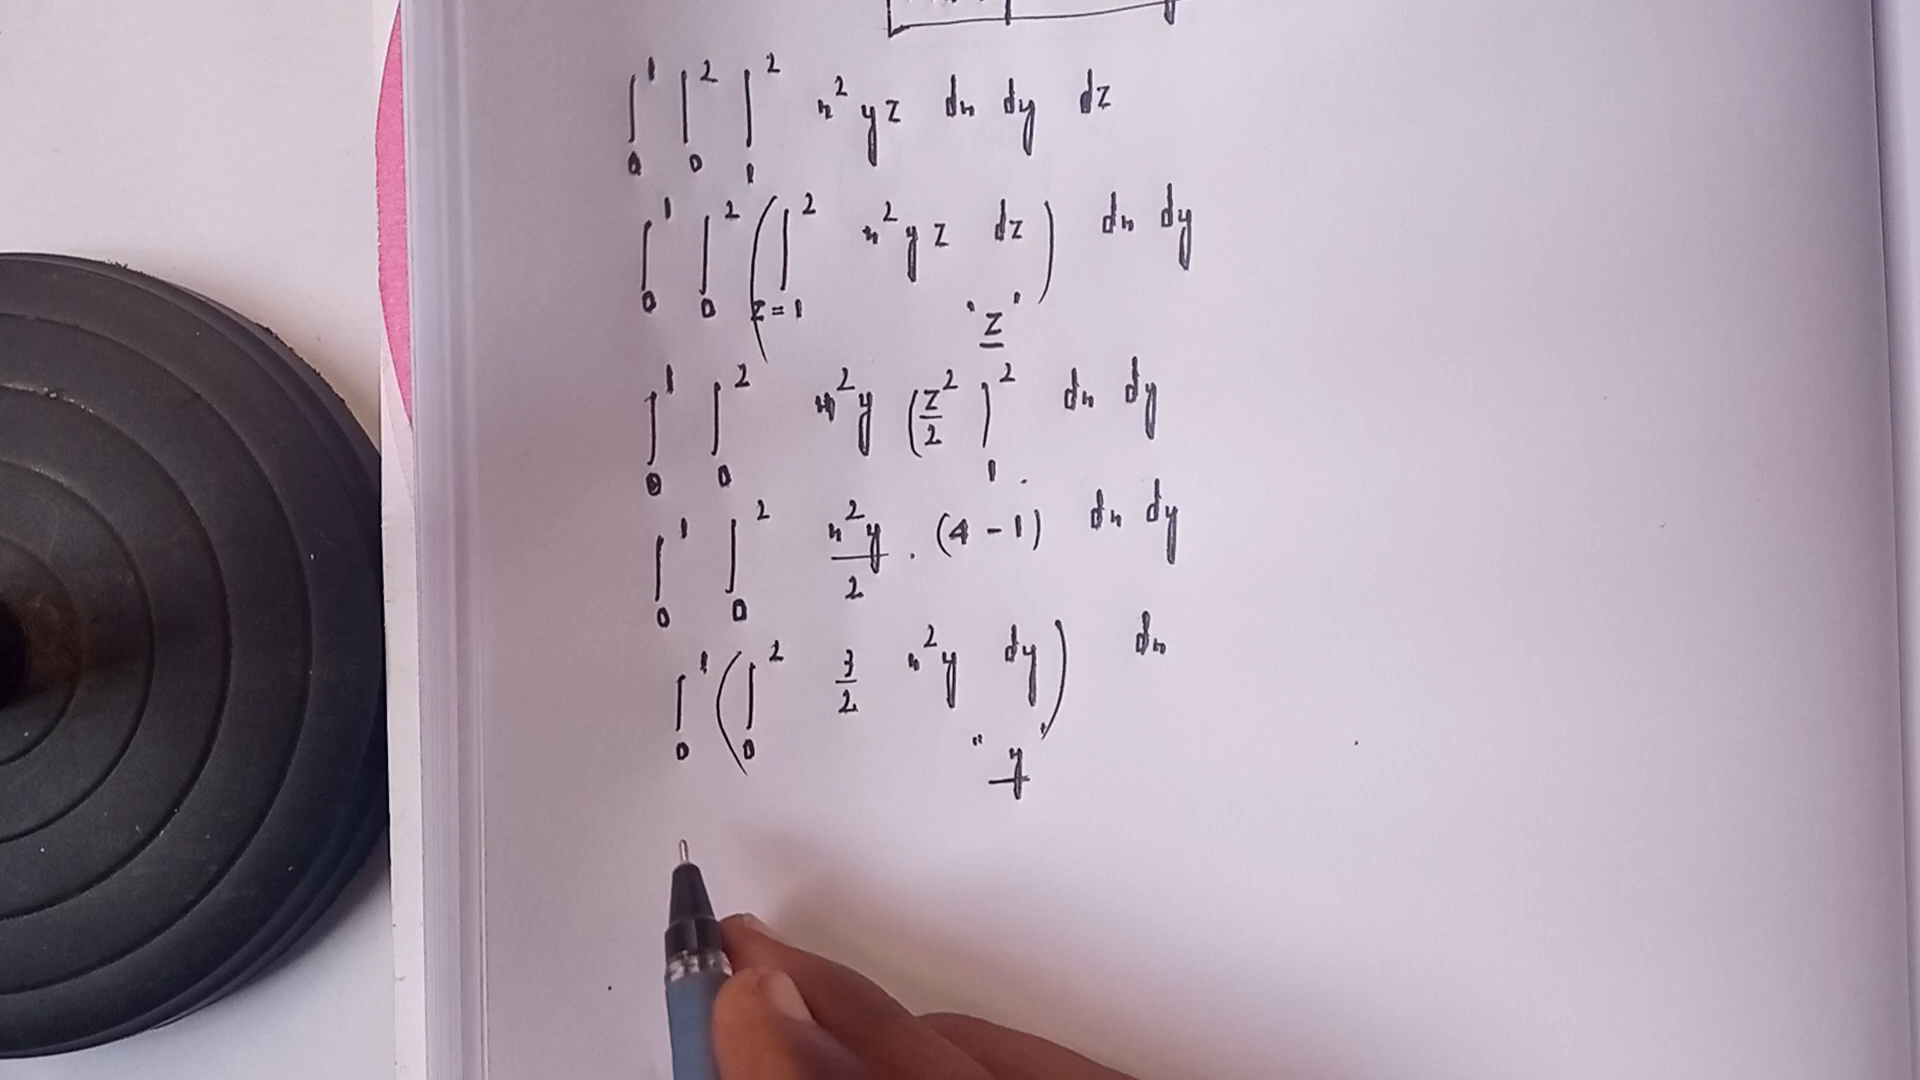 ∫₀¹ ∫₀² ∫₁² x²yz dx dy dz
∫₀¹ ∫₀² (∫_{z=1}² x²yz dz) dx dy
'z'
∫₀¹ ∫₀² x²y (z²/2]₁² dx dy
∫₀¹ ∫₀² x²y/2 . (4 - 1) dx dy
∫₀¹ (∫₀² 3/2 x²y dy) dx
"y